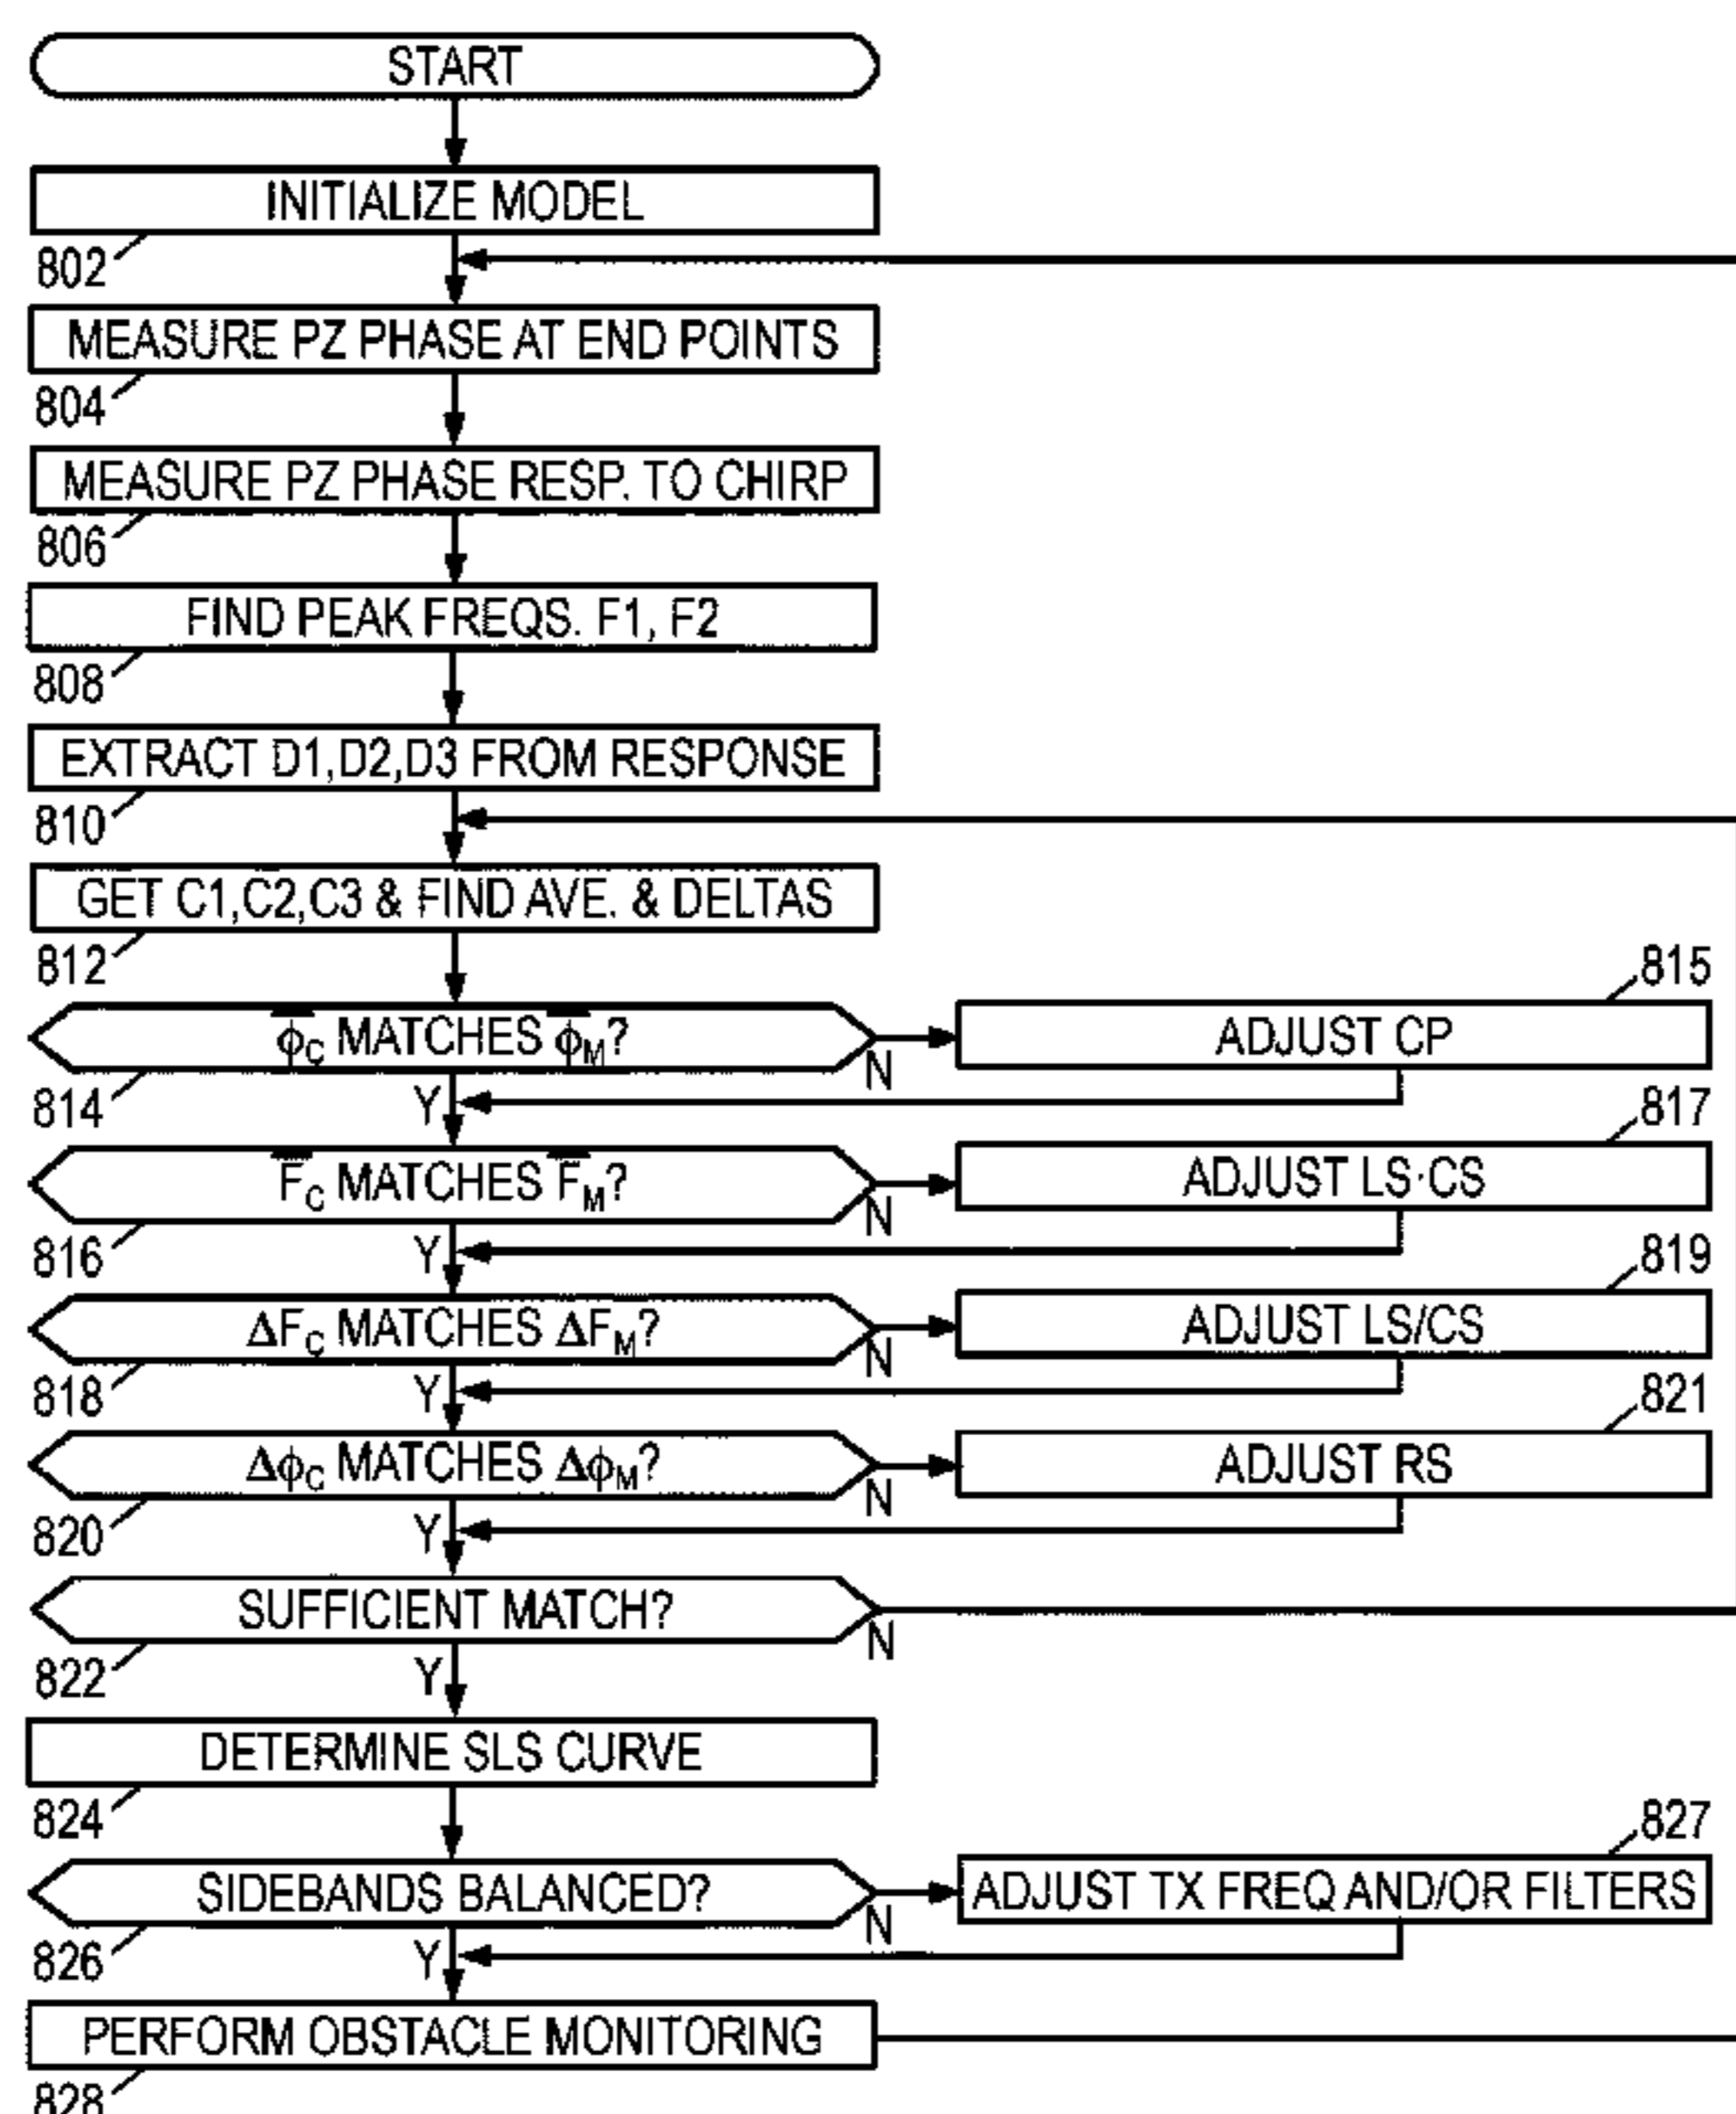 START
INITIALIZE MODEL
802
MEASURE PZ PHASE AT END POINTS
804
MEASURE PZ PHASE RESP. TO CHIRP
806
FIND PEAK FREQS. F1, F2
808
EXTRACT D1,D2,D3 FROM RESPONSE
810
GET C1,C2,C3 & FIND AVE. & DELTAS
812
815
ϕ̅C MATCHES ϕ̅M?
N
ADJUST CP
814
Y
817
F̅C MATCHES F̅M?
N
ADJUST LS·CS
816
Y
819
ΔFC MATCHES ΔFM?
N
ADJUST LS/CS
818
Y
821
ΔϕC MATCHES ΔϕM?
N
ADJUST RS
820
Y
SUFFICIENT MATCH?
N
822
Y
DETERMINE SLS CURVE
824
827
SIDEBANDS BALANCED?
N
ADJUST TX FREQ AND/OR FILTERS
826
Y
PERFORM OBSTACLE MONITORING
828